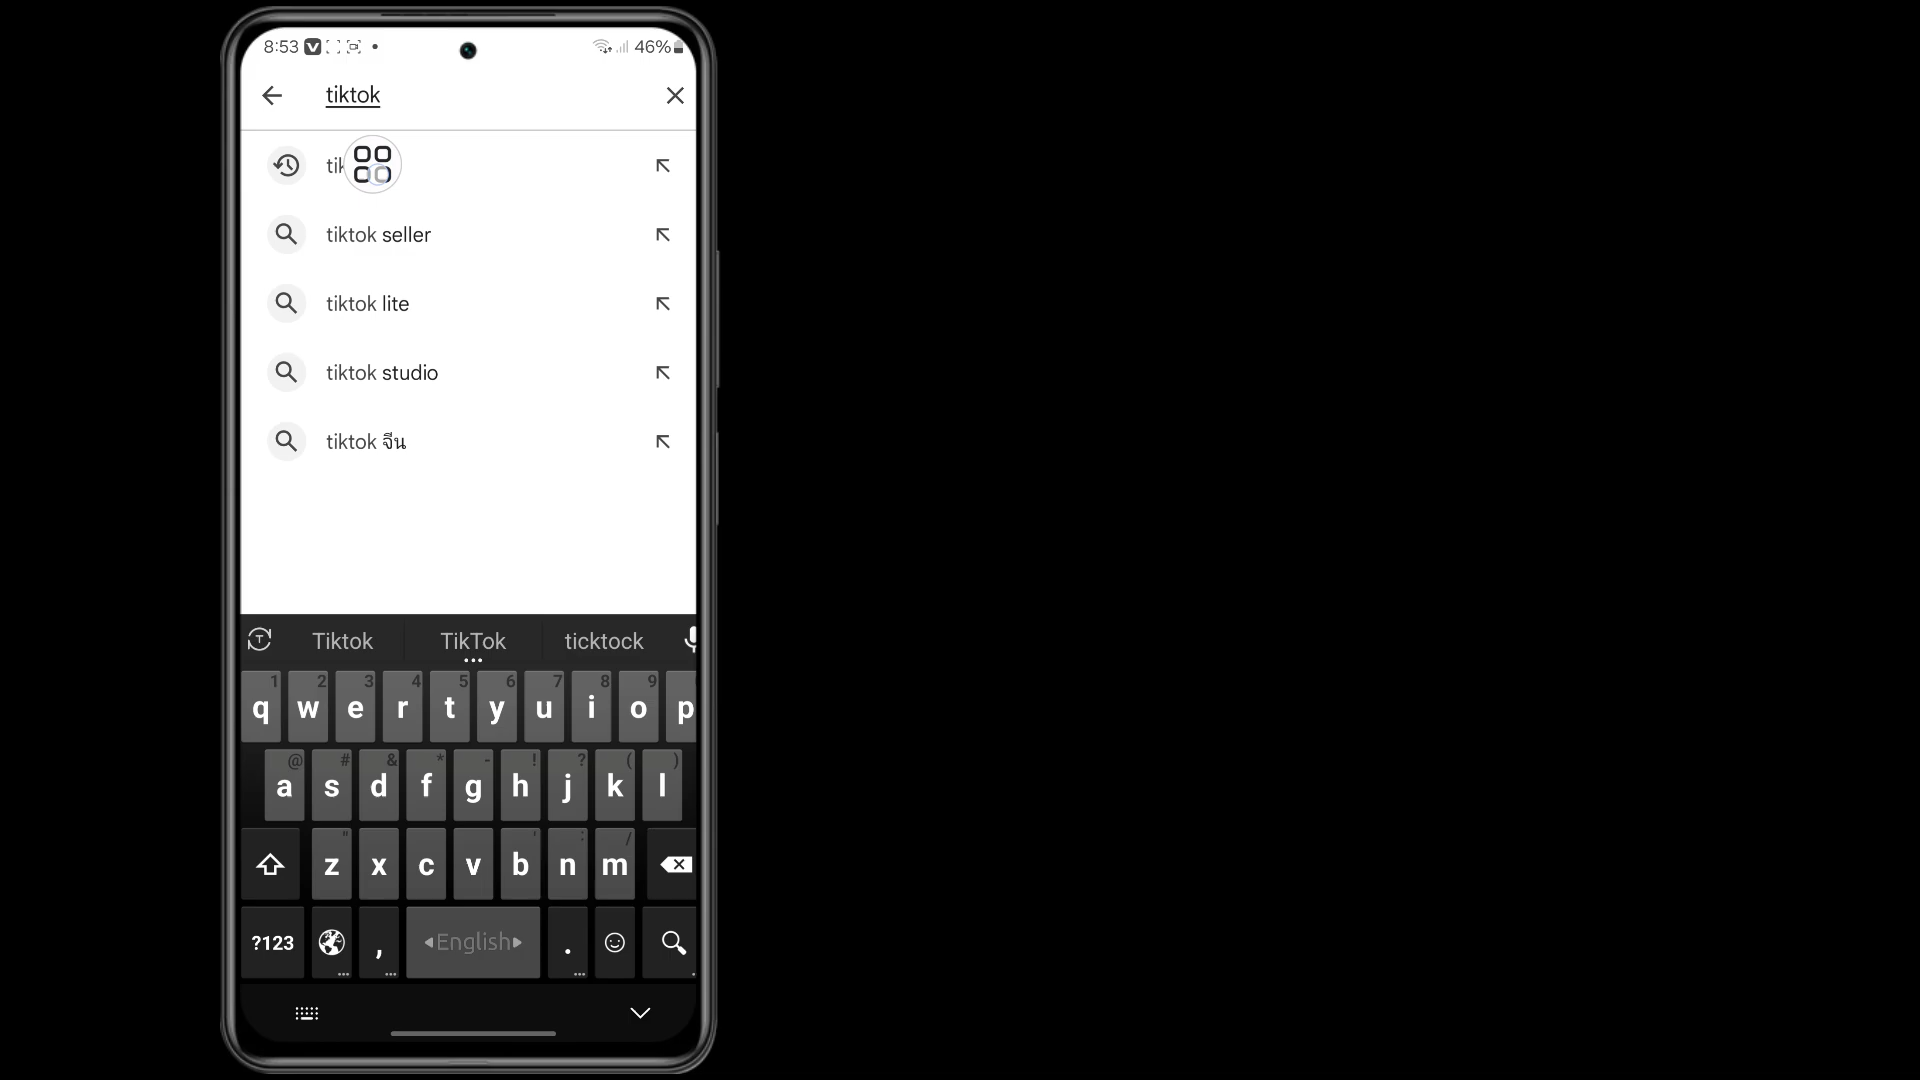 8:53 46%
tiktok
tik
tiktok seller
tiktok lite
tiktok studio
tiktok จีน
Tiktok TikTok ticktock
1 2 3 4 5 6 7 8 9
q w e r t y u i o p
@ # & * - ! ? ( )
a s d f g h j k l
" ' : /
z x c v b n m
?123 , English .